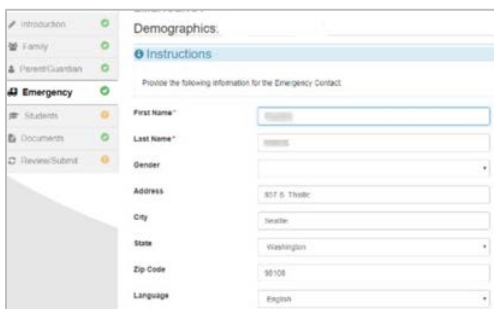 Introduction
Family
Parent/Guardian
Emergency
Students
Documents
Review/Submit
Demographics:
Instructions
Provide the following information for the Emergency Contact.
First Name*
Last Name*
Gender
Address
857 S. Thistle
City
Seattle
State
Washington
Zip Code
98108
Language
English